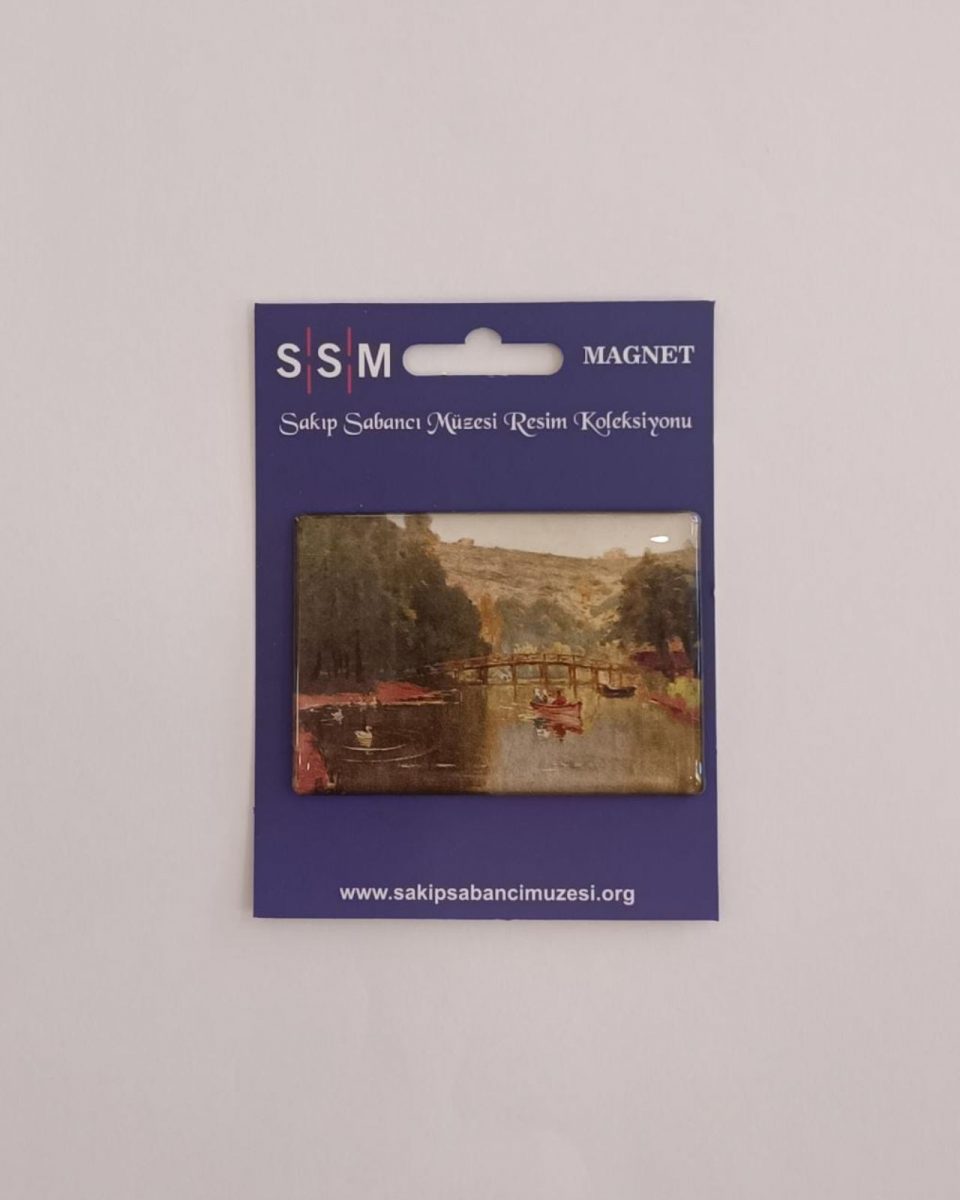 SSM
MAGNET
Sakıp Sabancı Müzesi Resim Koleksiyonu
www.sakipsabancimuzesi.org